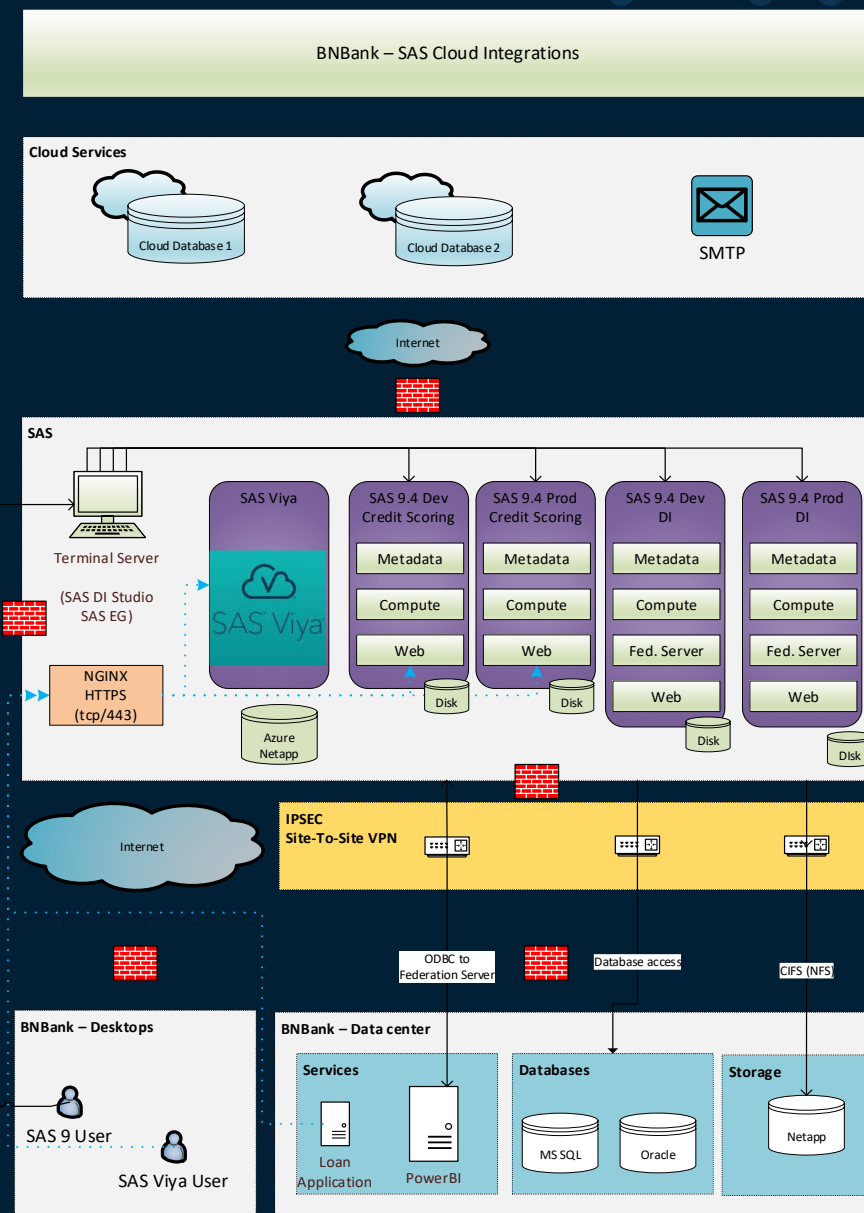 BNBank – SAS Cloud Integrations
Cloud Services
Cloud Database 1
Cloud Database 2
SMTP
Internet
SAS
Terminal Server
(SAS DI Studio
SAS EG)
NGINX
HTTPS
(tcp/443)
SAS Viya
SAS Viya
Azure
Netapp
SAS 9.4 Dev
Credit Scoring
Metadata
Compute
Web
Disk
SAS 9.4 Prod
Credit Scoring
Metadata
Compute
Web
Disk
SAS 9.4 Dev
DI
Metadata
Compute
Fed. Server
Web
Disk
SAS 9.4 Prod
DI
Metadata
Compute
Fed. Server
Web
DIsk
Internet
IPSEC
Site-To-Site VPN
ODBC to
Federation Server
Database access
CIFS (NFS)
BNBank – Desktops
SAS 9 User
SAS Viya User
BNBank – Data center
Services
Loan
Application
PowerBI
Databases
MS SQL
Oracle
Storage
Netapp